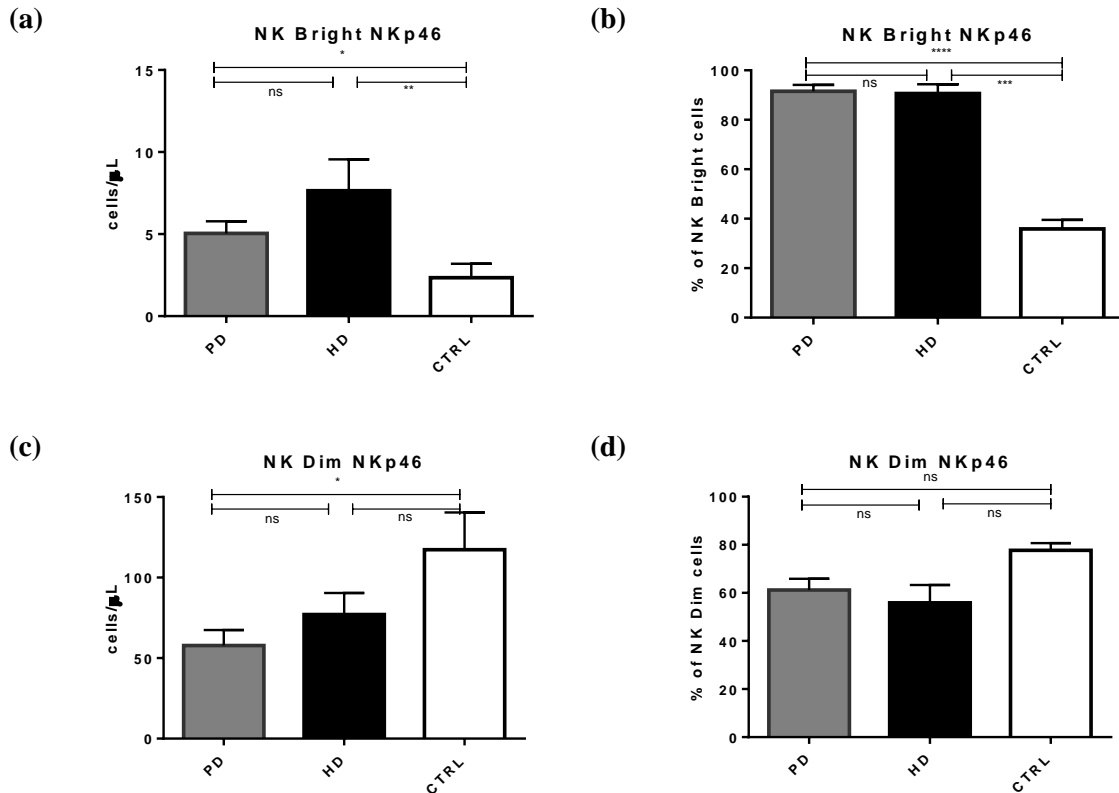 (a)
NK Bright NKp46
*
ns
**
15
10
5
0
cells/μL
PD
HD
CTRL
(b)
NK Bright NKp46
****
ns
***
100
80
60
40
20
0
% of NK Bright cells
PD
HD
CTRL
(c)
NK Dim NKp46
*
ns
ns
150
100
50
0
cells/μL
PD
HD
CTRL
(d)
NK Dim NKp46
ns
ns
ns
100
80
60
40
20
0
% of NK Dim cells
PD
HD
CTRL